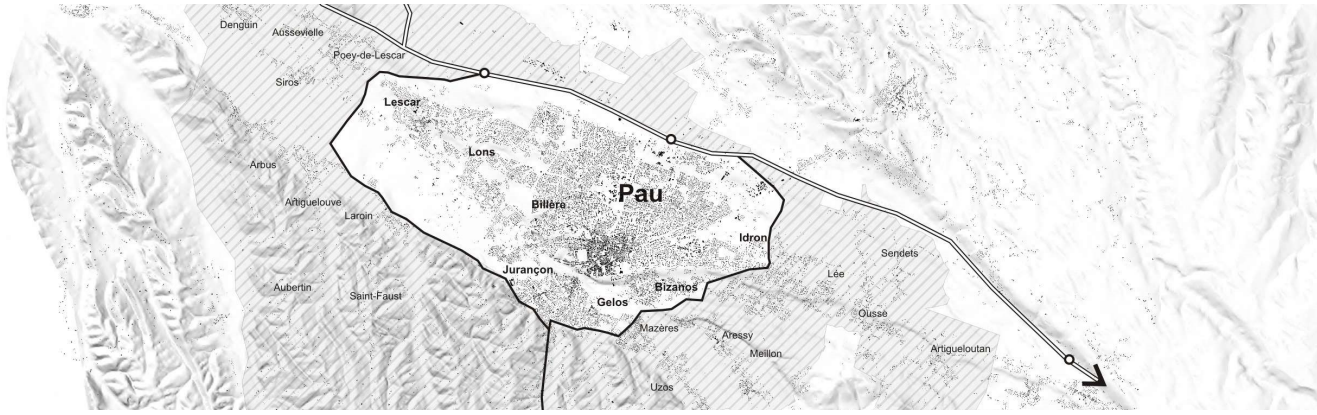 Denguin
Aussevielle
Poey-de-Lescar
Siros
Lescar
Lons
Arbus
Pau
Artiguelouve
Billère
Laroin
Idron
Sendets
Jurançon
Lée
Aubertin
Saint-Faust
Bizanos
Gelos
Ousse
Mazères
Aressy
Meillon
Artigueloutan
Uzos